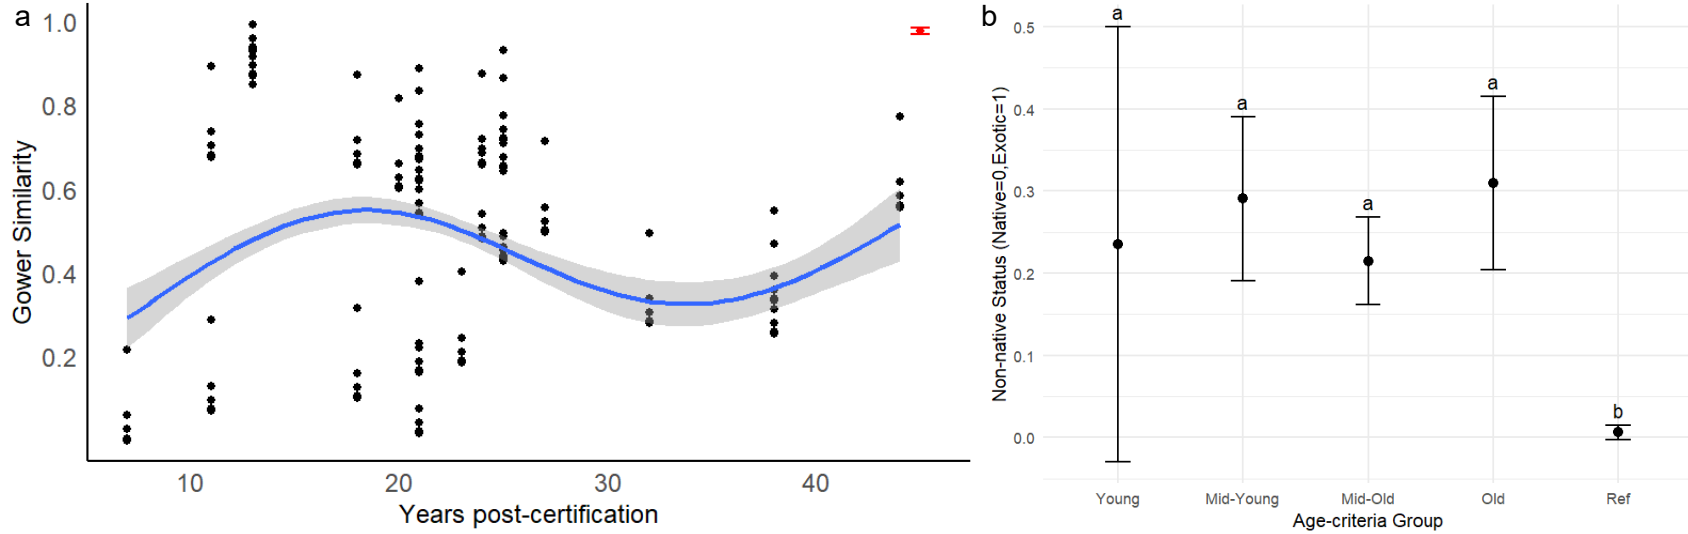 a
1.0
0.8
0.6
0.4
0.2
Gower Similarity
10 20 30 40
Years post-certification
b
0.5
0.4
0.3
0.2
0.1
0.0
Non-native Status (Native=0,Exotic=1)
a
a
a
a
b
Young Mid-Young Mid-Old Old Ref
Age-criteria Group